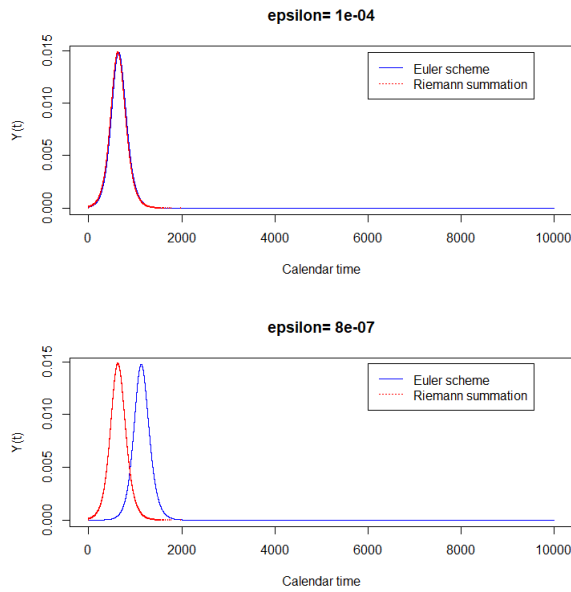 epsilon= 1e-04
0.015
Euler scheme
Riemann summation
0.010
Y(t)
0.005
0.000
0 2000 4000 6000 8000 10000
Calendar time
epsilon= 8e-07
0.015
Euler scheme
Riemann summation
0.010
Y(t)
0.005
0.000
0 2000 4000 6000 8000 10000
Calendar time